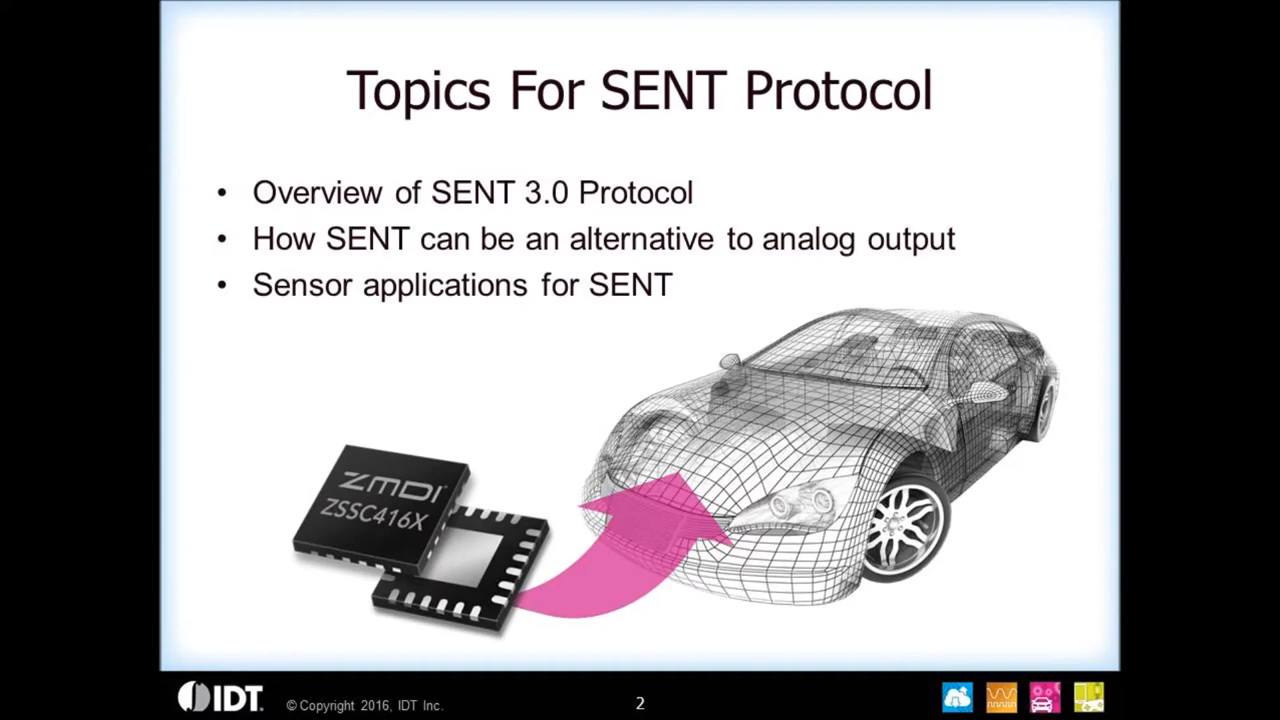 Topics For SENT Protocol
• Overview of SENT 3.0 Protocol
• How SENT can be an alternative to analog output
• Sensor applications for SENT
ZMDI
ZSSC416X
IDT.
© Copyright 2016, IDT Inc.
2